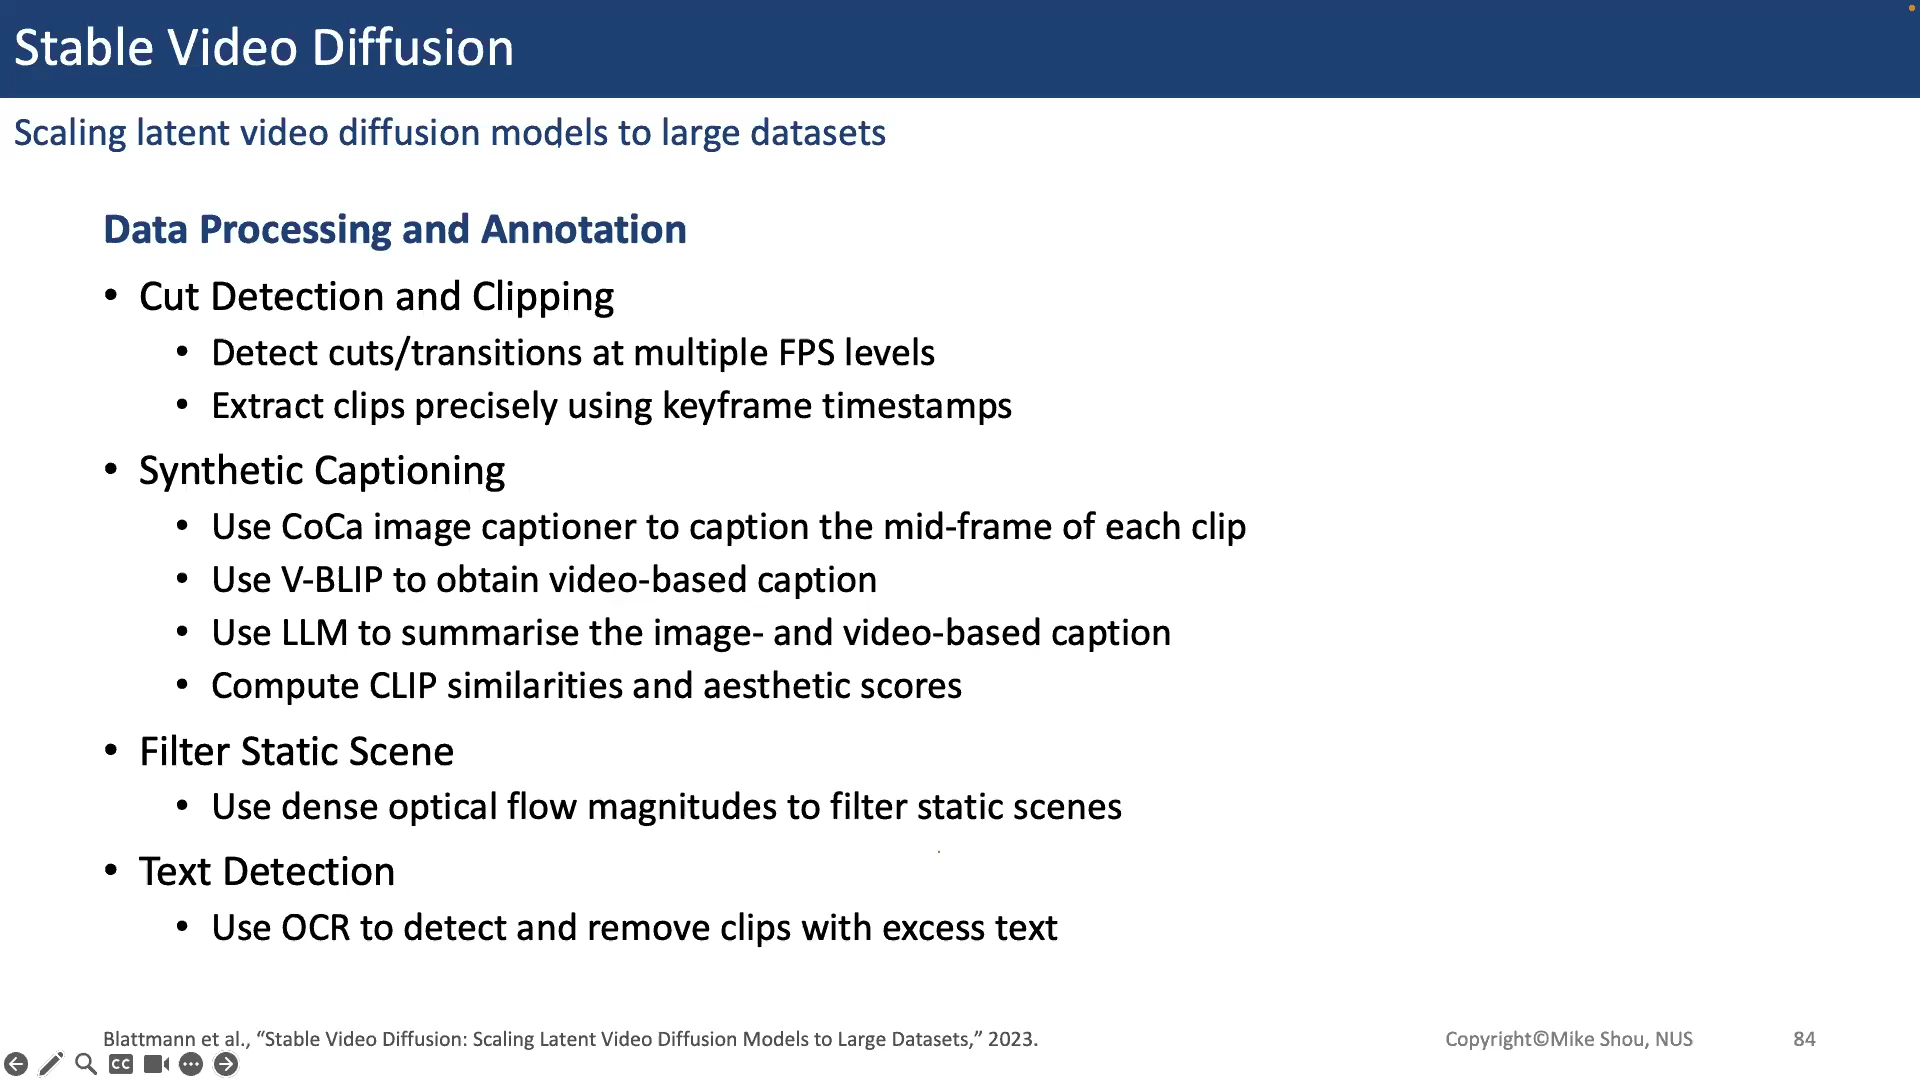 Stable Video Diffusion
Scaling latent video diffusion models to large datasets
Data Processing and Annotation
• Cut Detection and Clipping
• Detect cuts/transitions at multiple FPS levels
• Extract clips precisely using keyframe timestamps
• Synthetic Captioning
• Use CoCa image captioner to caption the mid-frame of each clip
• Use V-BLIP to obtain video-based caption
• Use LLM to summarise the image- and video-based caption
• Compute CLIP similarities and aesthetic scores
• Filter Static Scene
• Use dense optical flow magnitudes to filter static scenes
• Text Detection
• Use OCR to detect and remove clips with excess text
Blattmann et al., “Stable Video Diffusion: Scaling Latent Video Diffusion Models to Large Datasets,” 2023.
Copyright©Mike Shou, NUS
84
CC